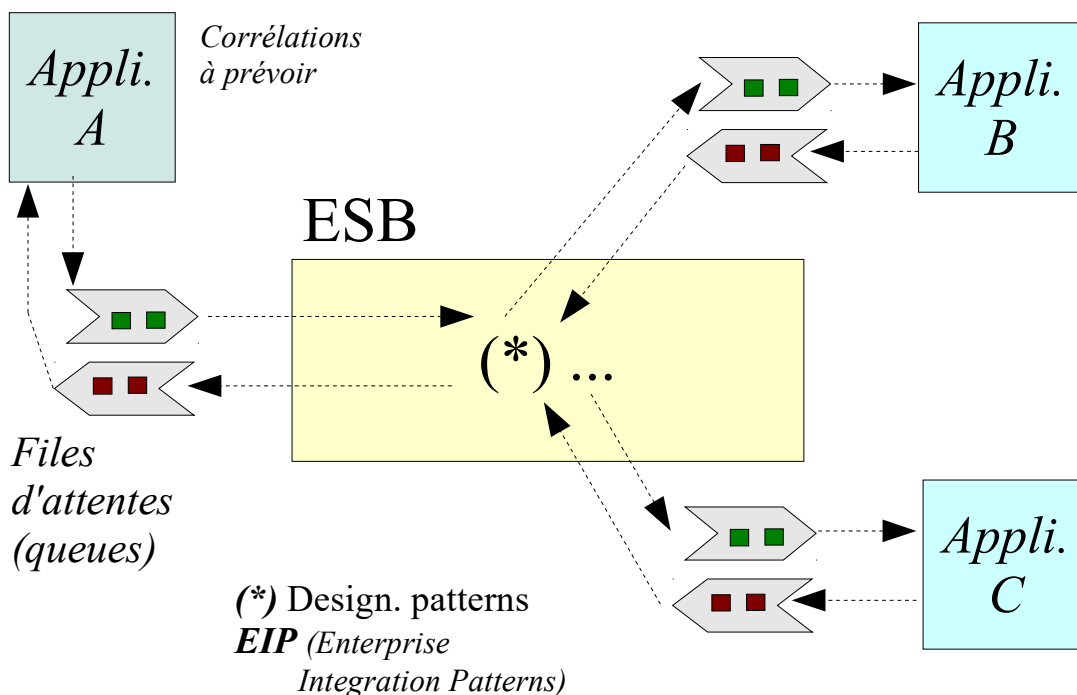 Appli.
A
Corrélations
à prévoir
Appli.
B
ESB
(*) ...
Files
d'attentes
(queues)
Appli.
C
(*) Design. patterns
EIP (Enterprise
Integration Patterns)